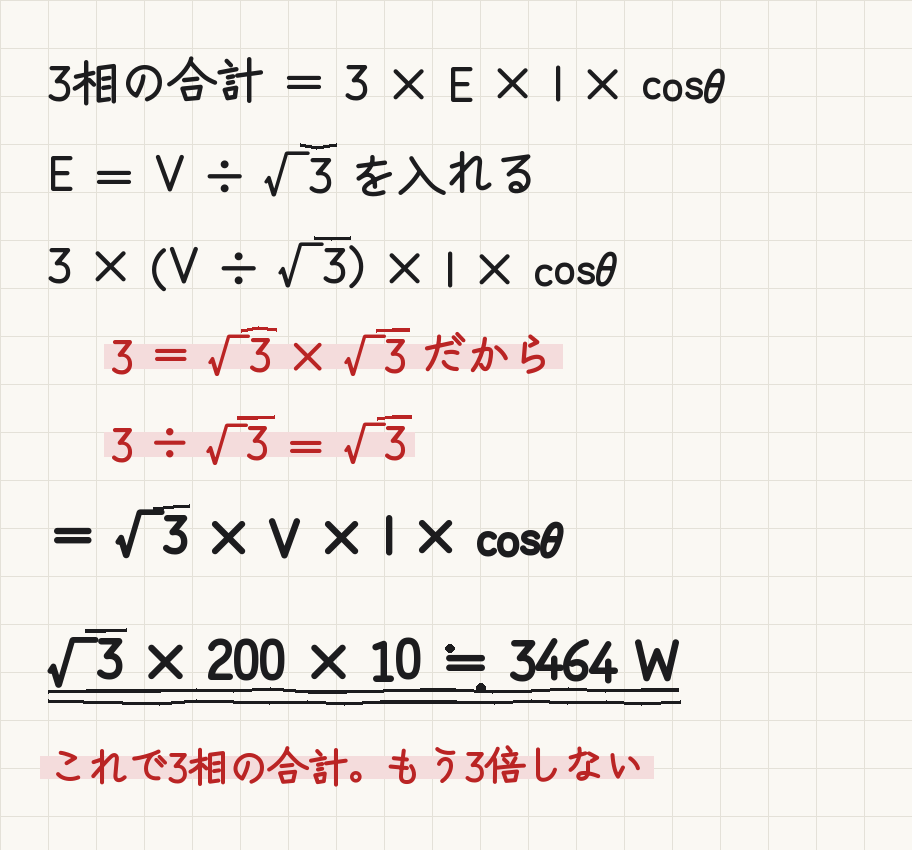 3相の合計 = 3 × E × I × cosθ
E = V ÷ √3 を入れる
3 × (V ÷ √3) × I × cosθ
3 = √3 × √3 だから
3 ÷ √3 = √3
= √3 × V × I × cosθ
√3 × 200 × 10 ≒ 3464 W
これで3相の合計。もう3倍しない